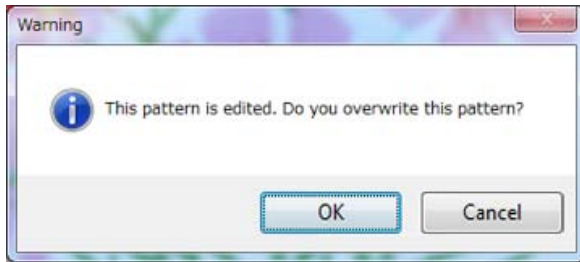 Warning
This pattern is edited. Do you overwrite this pattern?
OK
Cancel